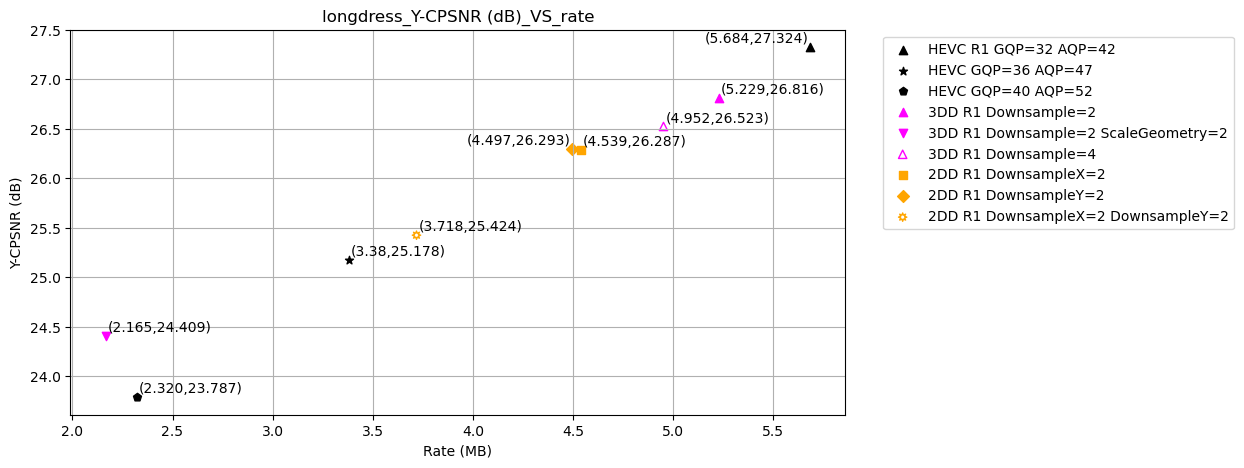 longdress_Y-CPSNR (dB)_VS_rate
27.5
27.0
26.5
26.0
25.5
25.0
24.5
24.0
Y-CPSNR (dB)
(5.684,27.324)
(5.229,26.816)
(4.952,26.523)
(4.497,26.293)
(4.539,26.287)
(3.718,25.424)
(3.38,25.178)
(2.165,24.409)
(2.320,23.787)
2.0
2.5
3.0
3.5
4.0
4.5
5.0
5.5
Rate (MB)
HEVC R1 GQP=32 AQP=42
HEVC GQP=36 AQP=47
HEVC GQP=40 AQP=52
3DD R1 Downsample=2
3DD R1 Downsample=2 ScaleGeometry=2
3DD R1 Downsample=4
2DD R1 DownsampleX=2
2DD R1 DownsampleY=2
2DD R1 DownsampleX=2 DownsampleY=2